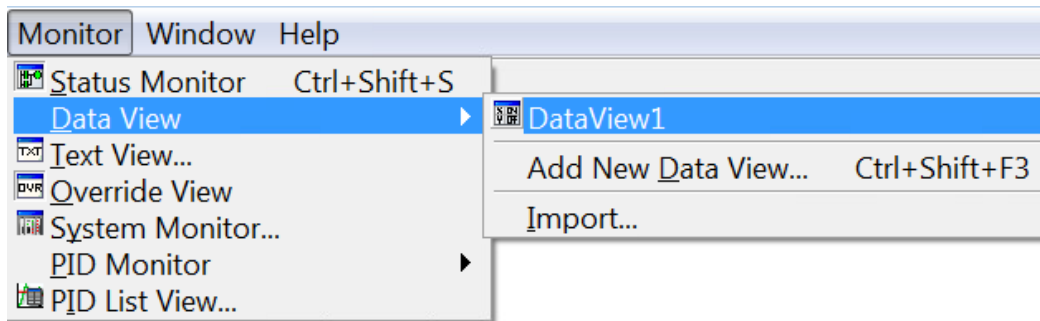 Monitor Window Help
Status Monitor Ctrl+Shift+S
Data View
Text View...
Override View
System Monitor...
PID Monitor
PID List View...
DataView1
Add New Data View... Ctrl+Shift+F3
Import...